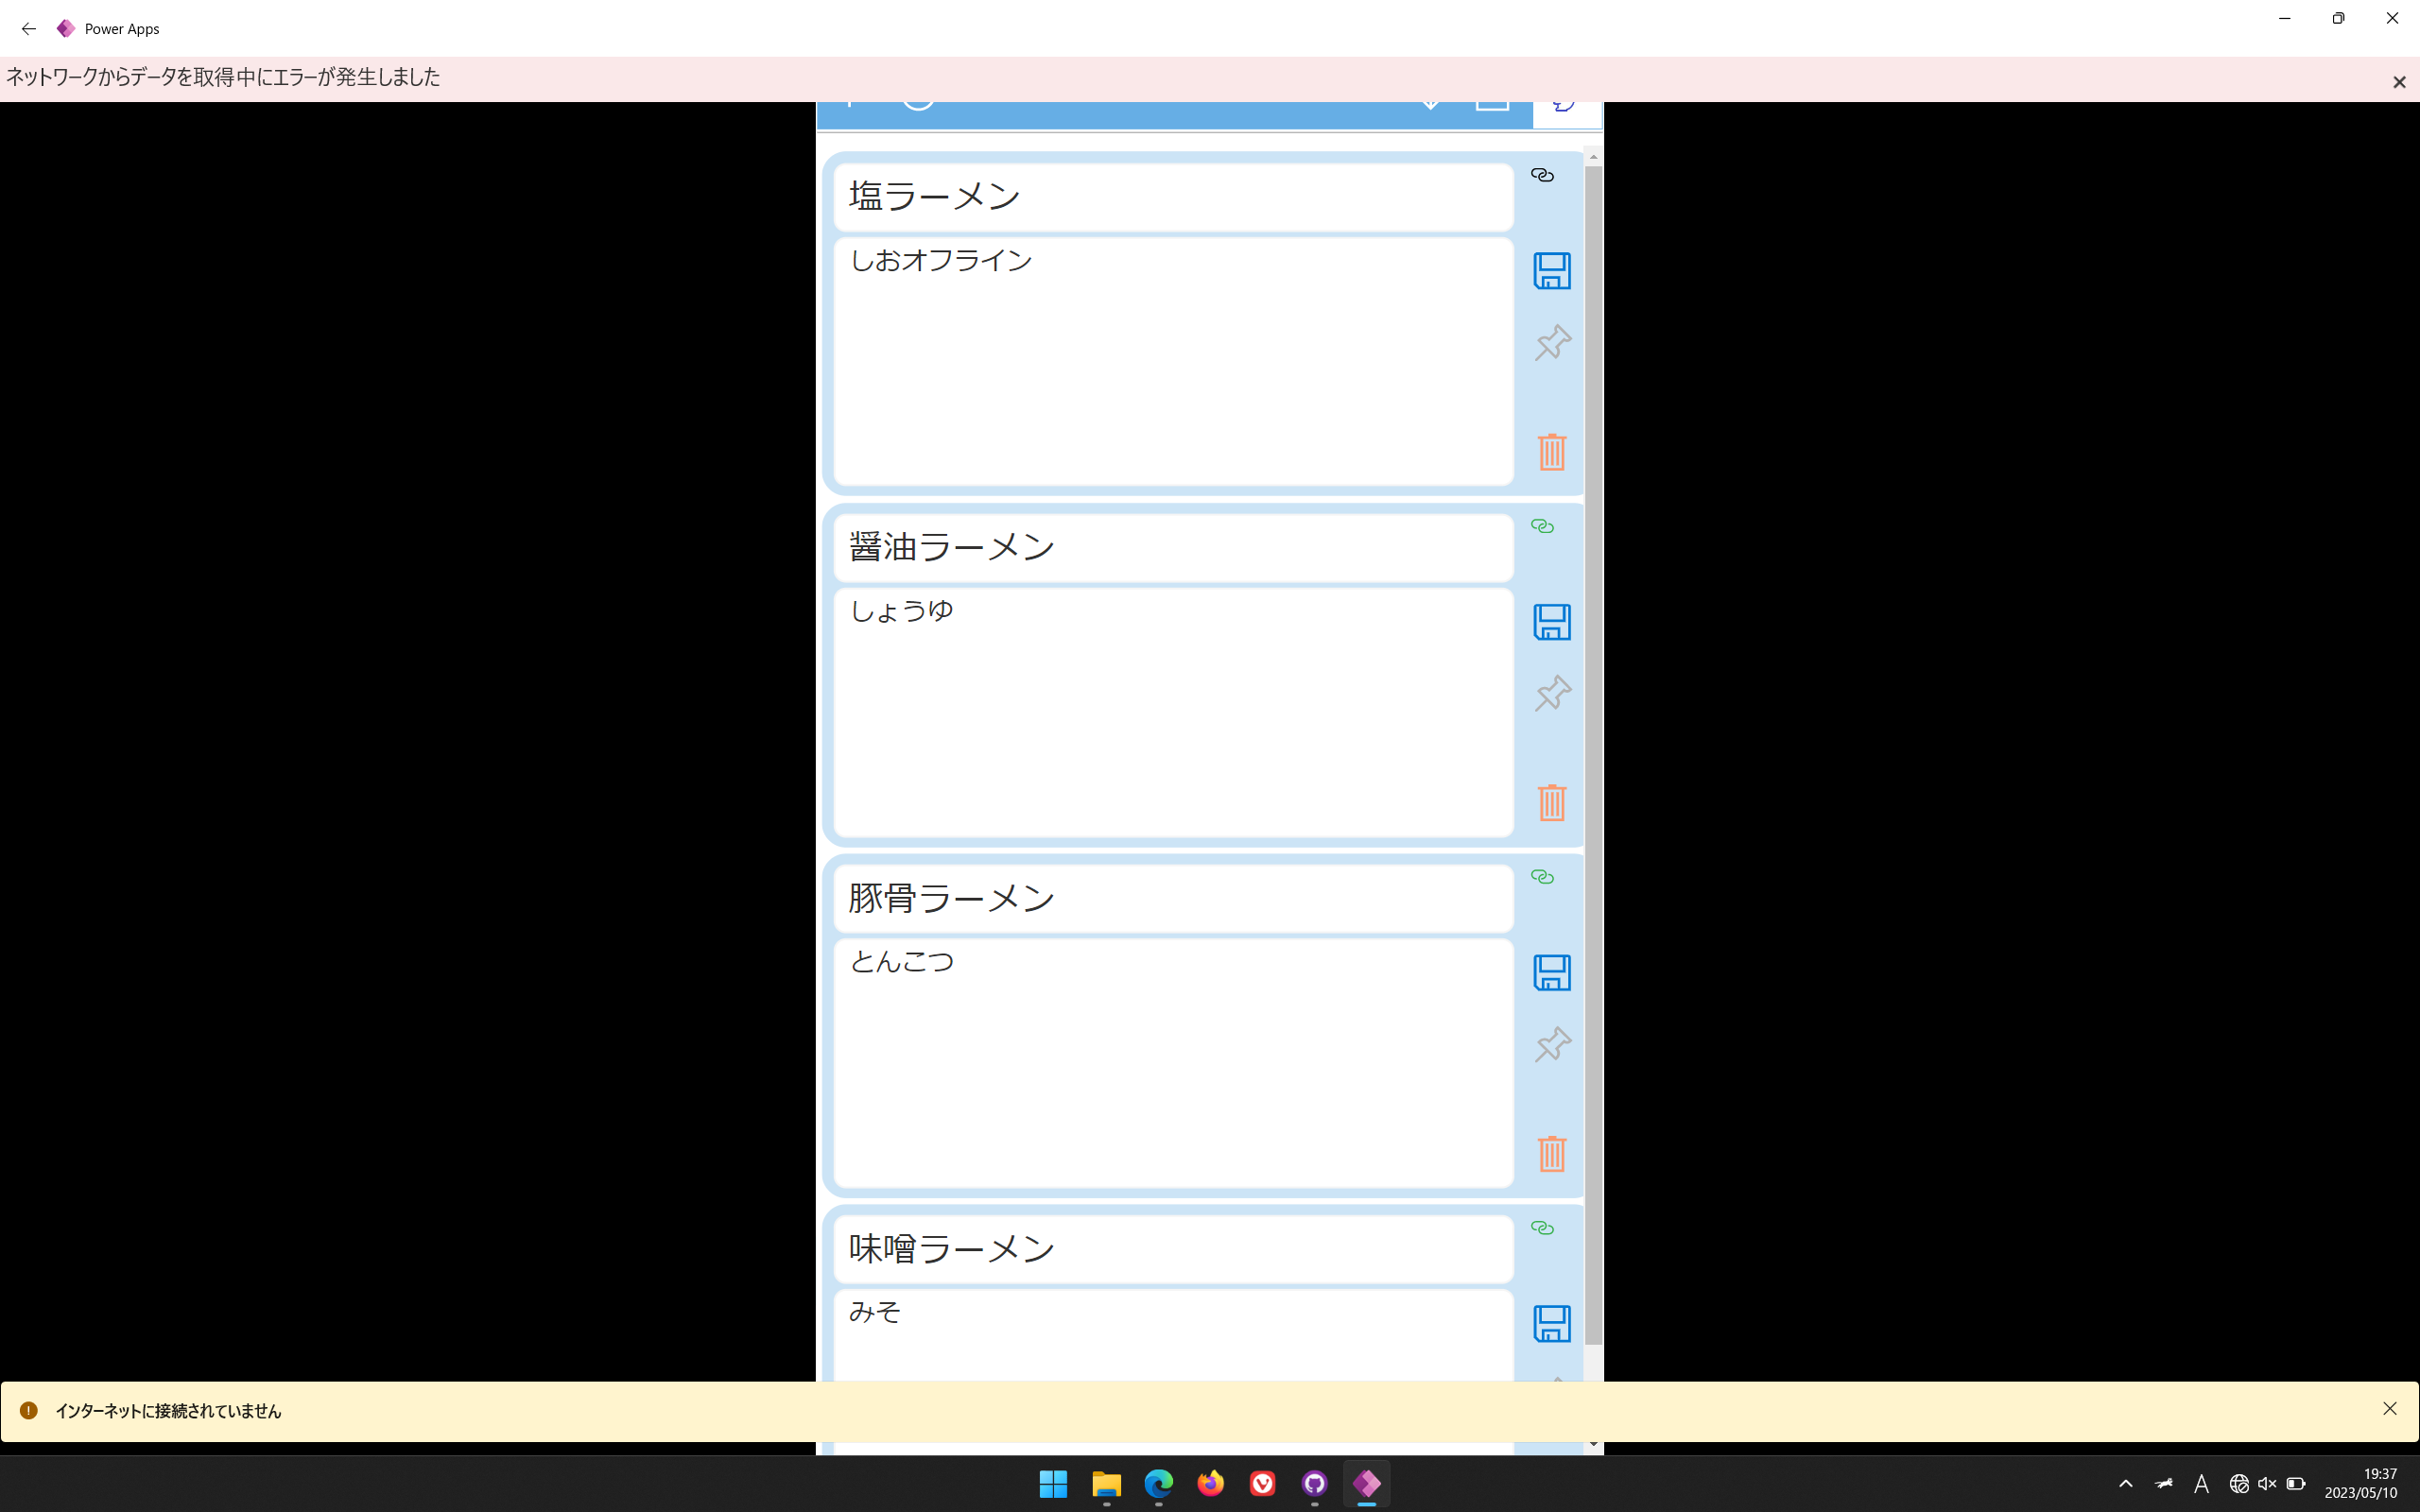 Power Apps
ネットワークからデータを取得中にエラーが発生しました
塩ラーメン
しおオフライン
醤油ラーメン
しょうゆ
豚骨ラーメン
とんこつ
味噌ラーメン
みそ
インターネットに接続されていません
A
19:37
2023/05/10